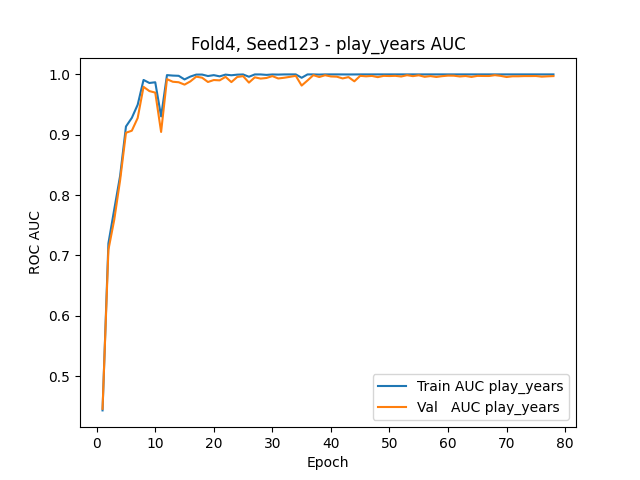 Fold4, Seed123 - play_years AUC
1.0
0.9
0.8
0.7
0.6
0.5
ROC AUC
0 10 20 30 40 50 60 70 80
Epoch
Train AUC play_years
Val   AUC play_years